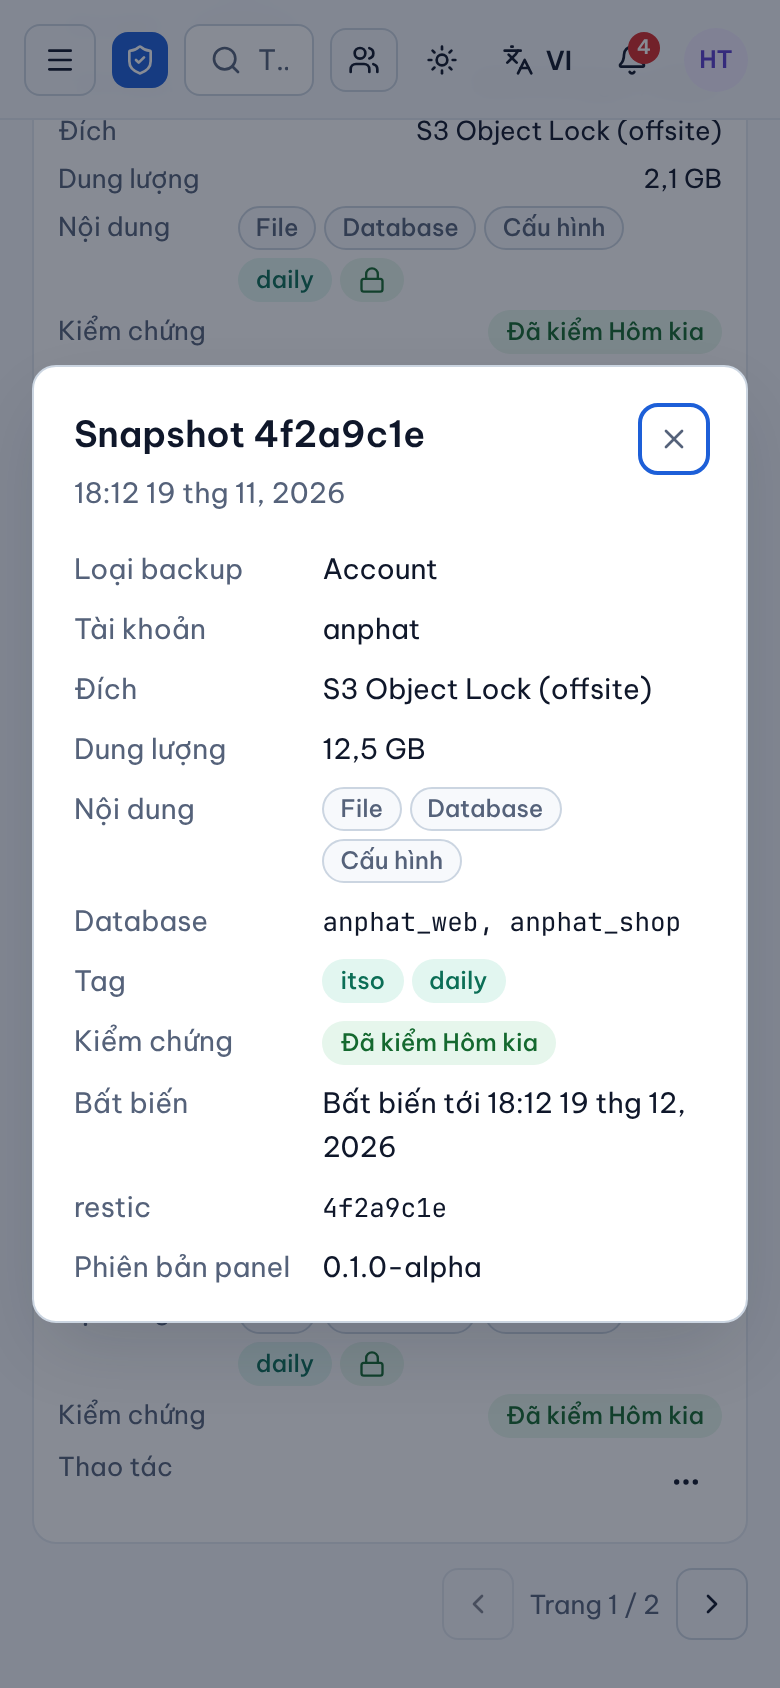 T..
VI
4
HT
Đích
S3 Object Lock (offsite)
Dung lượng
2,1 GB
Nội dung
File
Database
Cấu hình
daily
Kiểm chứng
Đã kiểm Hôm kia
Snapshot 4f2a9c1e
18:12 19 thg 11, 2026
Loại backup
Account
Tài khoản
anphat
Đích
S3 Object Lock (offsite)
Dung lượng
12,5 GB
Nội dung
File
Database
Cấu hình
Database
anphat_web, anphat_shop
Tag
itso
daily
Kiểm chứng
Đã kiểm Hôm kia
Bất biến
Bất biến tới 18:12 19 thg 12,
2026
restic
4f2a9c1e
Phiên bản panel
0.1.0-alpha
daily
Kiểm chứng
Đã kiểm Hôm kia
Thao tác
Trang 1 / 2